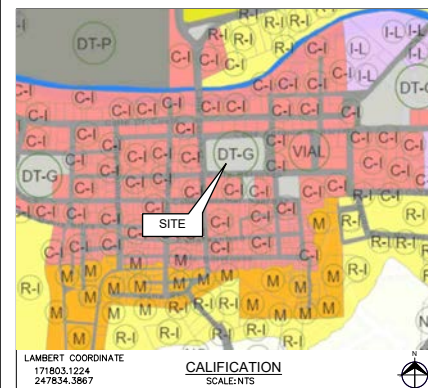 R-I R-I R-I
-I DT-P C-I R-I I-L I-L
C-I C-I R-I I-L
C-I C-I C-I C-I I-L DT-G
C-I C-I C-I C-I C-I C-I C-I
C-I C-I C-I C-I C-I C-I
C-I C-I C-I DT-G C-I VIAL C-I C-I C-I
DT-G C-I C-I C-I C-I C-I C-I
C-I C-I C-I C-I C-I
SITE
C-I C-I C-I C-I C-I M R-I R-I
C-I C-I C-I C-I R-I R-I
M M M C-I
R-I M M M M M M R-I
M R-I R-I R-I M M
M R-I R-I R-I
LAMBERT COORDINATE
171803.1224
247834.3867
CALIFICATION
SCALE:NTS
N